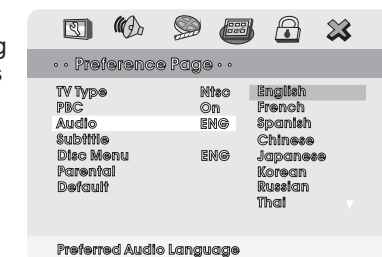 g
s
·· Preference Page ··
TV Type Ntsc English
PBC On French
Audio ENG Spanish
Subtitle Chinese
Disc Menu ENG Japanese
Parental Korean
Default Russian
Thai
Preferred Audio Language